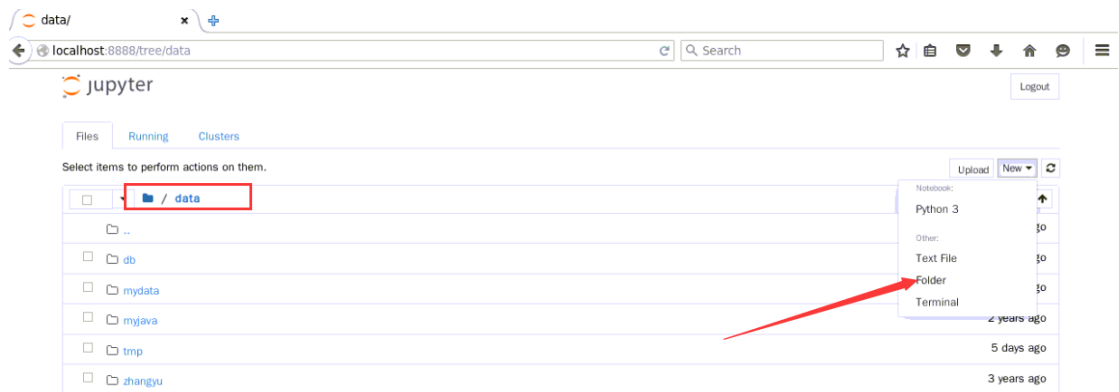 data/
localhost:8888/tree/data
Search
jupyter
Logout
Files Running Clusters
Select items to perform actions on them.
Upload New
/ data
Notebook:
Python 3
Other:
Text File
Folder
Terminal
..
db
mydata
myjava
2 years ago
tmp
5 days ago
zhangyu
3 years ago